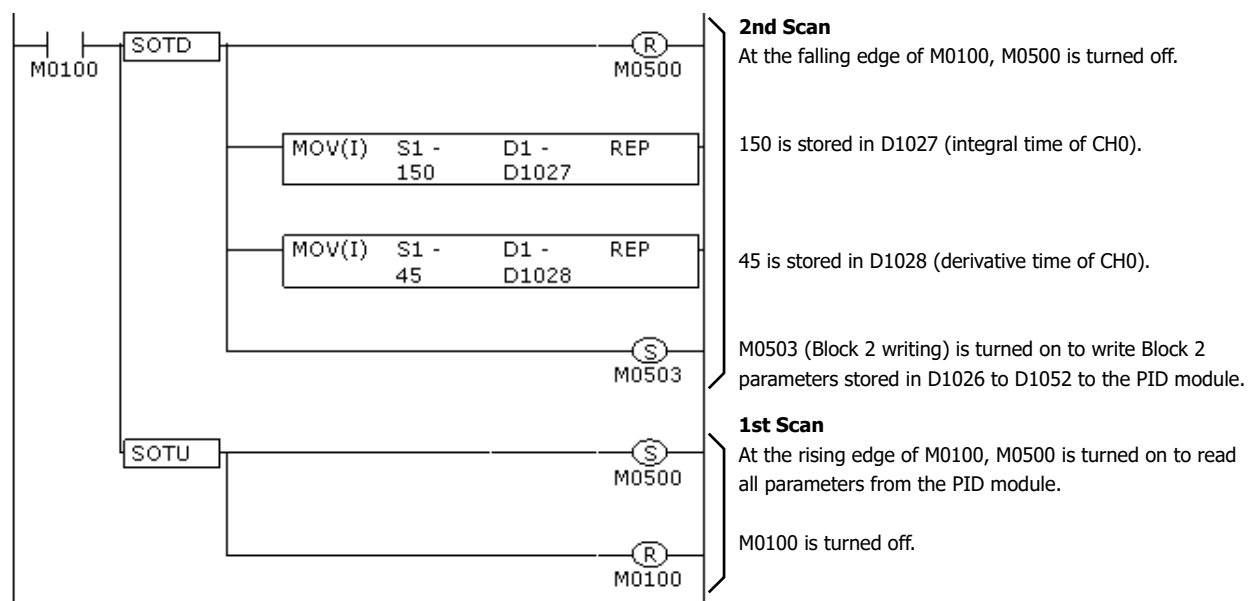 2nd Scan
SOTD
R
At the falling edge of M0100, M0500 is turned off.
M0100
M0500
MOV(I) S1 - D1 - REP
150 is stored in D1027 (integral time of CH0).
150 D1027
MOV(I) S1 - D1 - REP
45 is stored in D1028 (derivative time of CH0).
45 D1028
S
M0503 (Block 2 writing) is turned on to write Block 2
M0503
parameters stored in D1026 to D1052 to the PID module.
1st Scan
SOTU
S
At the rising edge of M0100, M0500 is turned on to read
M0500
all parameters from the PID module.
R
M0100 is turned off.
M0100